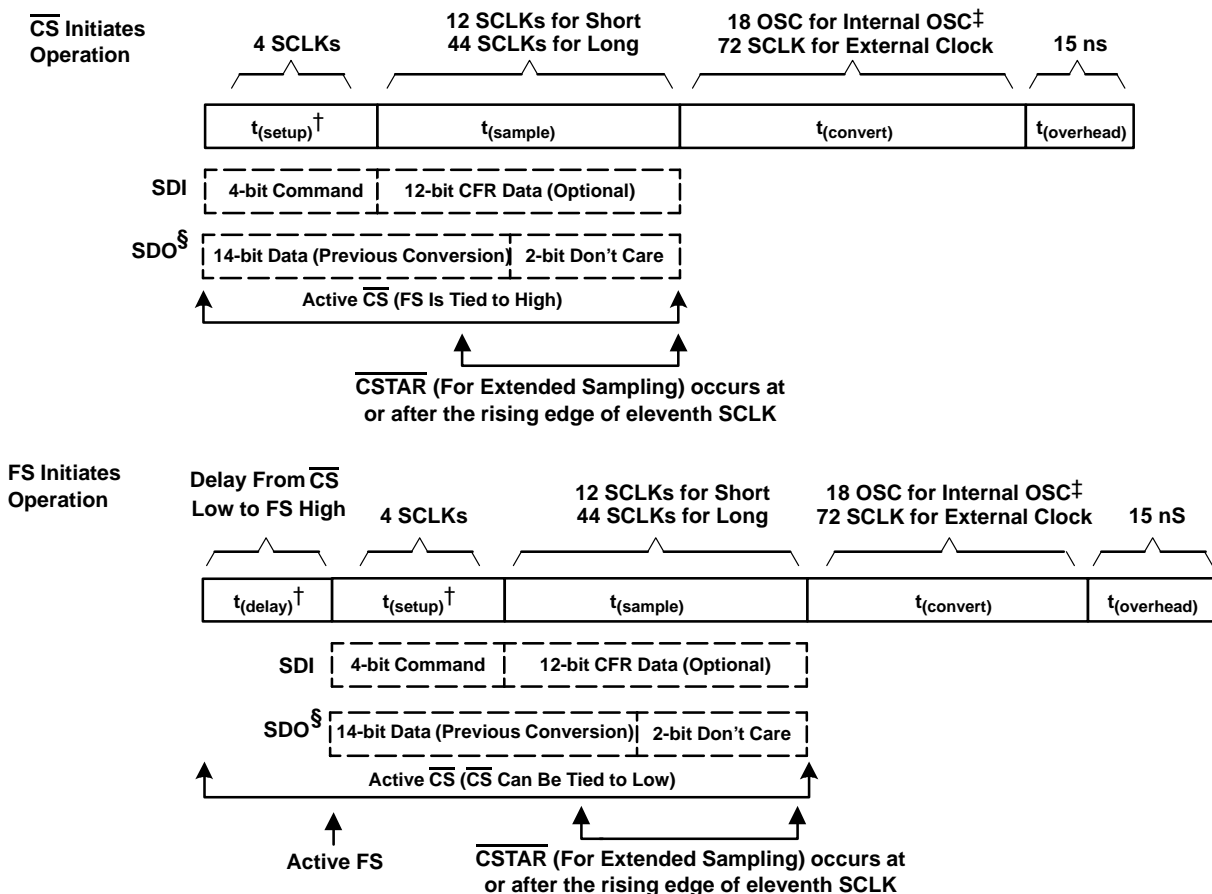 CS Initiates
Operation
4 SCLKs
12 SCLKs for Short
44 SCLKs for Long
18 OSC for Internal OSC‡
72 SCLK for External Clock
15 ns
t(setup)†
t(sample)
t(convert)
t(overhead)
SDI
4-bit Command
12-bit CFR Data (Optional)
SDO§
14-bit Data (Previous Conversion)
2-bit Don't Care
Active CS (FS Is Tied to High)
CSTAR (For Extended Sampling) occurs at
or after the rising edge of eleventh SCLK
FS Initiates
Operation
Delay From CS
Low to FS High
4 SCLKs
12 SCLKs for Short
44 SCLKs for Long
18 OSC for Internal OSC‡
72 SCLK for External Clock
15 nS
t(delay)†
t(setup)†
t(sample)
t(convert)
t(overhead)
SDI
4-bit Command
12-bit CFR Data (Optional)
SDO§
14-bit Data (Previous Conversion)
2-bit Don't Care
Active CS (CS Can Be Tied to Low)
Active FS
CSTAR (For Extended Sampling) occurs at
or after the rising edge of eleventh SCLK